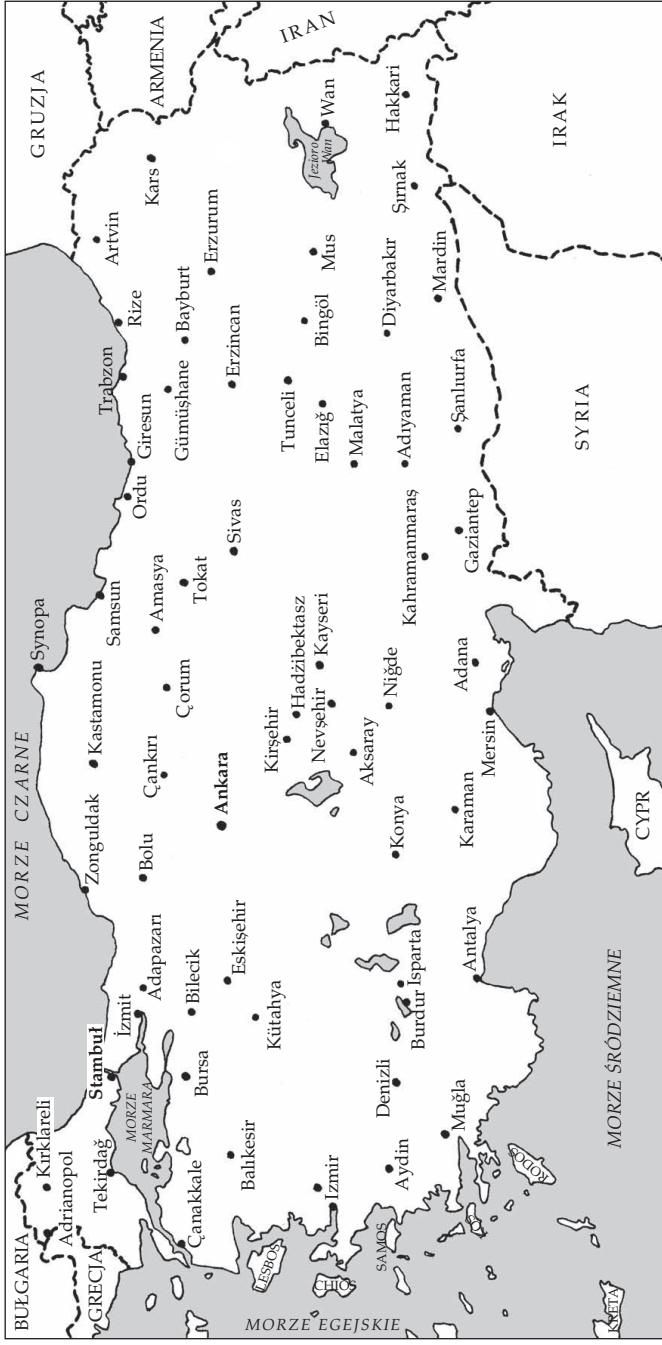 BUŁGARIA
MORZE CZARNE
GRUZJA
Kırklareli
Adrianopol
Synopa
GRECJA
Tekirdağ
Stambuł
İzmit
Zonguldak
Kastamonu
Samsun
Ordu
Giresun
Trabzon
Rize
Artvin
ARMENIA
MORZE
MARMARA
Adapazarı
Bolu
Çankırı
Çorum
Amasya
Gümüşhane
Bayburt
Kars
Çanakkale
Bursa
Bilecik
Tokat
Balıkesir
Eskişehir
Ankara
Sivas
Erzincan
Erzurum
Kütahya
LESBOS
Kirşehir
Hadżibektasz
Tunceli
Bingöl
Mus
Jezioro
Wan
Wan
IRAN
CHIOS
Izmir
Nevşehir
Kayseri
Elazığ
Malatya
MORZE EGEJSKIE
SAMOS
Aydin
Denizli
Burdur
Isparta
Konya
Aksaray
Niğde
Kahramanmaraş
Adıyaman
Diyarbakır
Şırnak
Hakkari
Muğla
Antalya
Karaman
Mersin
Adana
Gaziantep
Şanlıurfa
Mardin
KOS
RODOS
KRETA
MORZE ŚRÓDZIEMNE
CYPR
SYRIA
IRAK